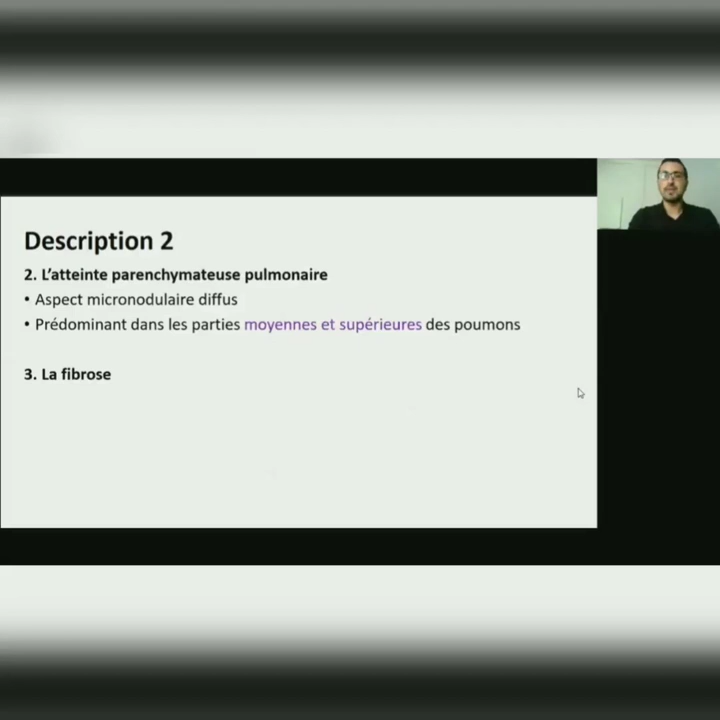 Description 2
2. L'atteinte parenchymateuse pulmonaire
• Aspect micronodulaire diffus
• Prédominant dans les parties moyennes et supérieures des poumons
3. La fibrose